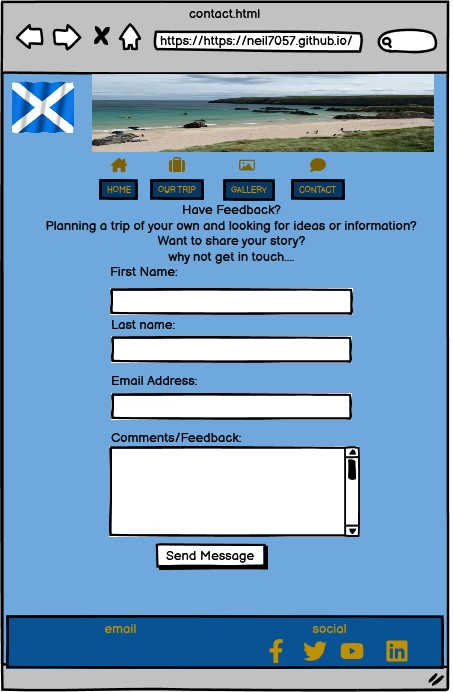 contact.html
https://https://neil7057.github.io/
HOME OUR TRIP GALLERY CONTACT
Have Feedback?
Planning a trip of your own and looking for ideas or information?
Want to share your story?
why not get in touch....
First Name:
Last name:
Email Address:
Comments/Feedback:
Send Message
email social